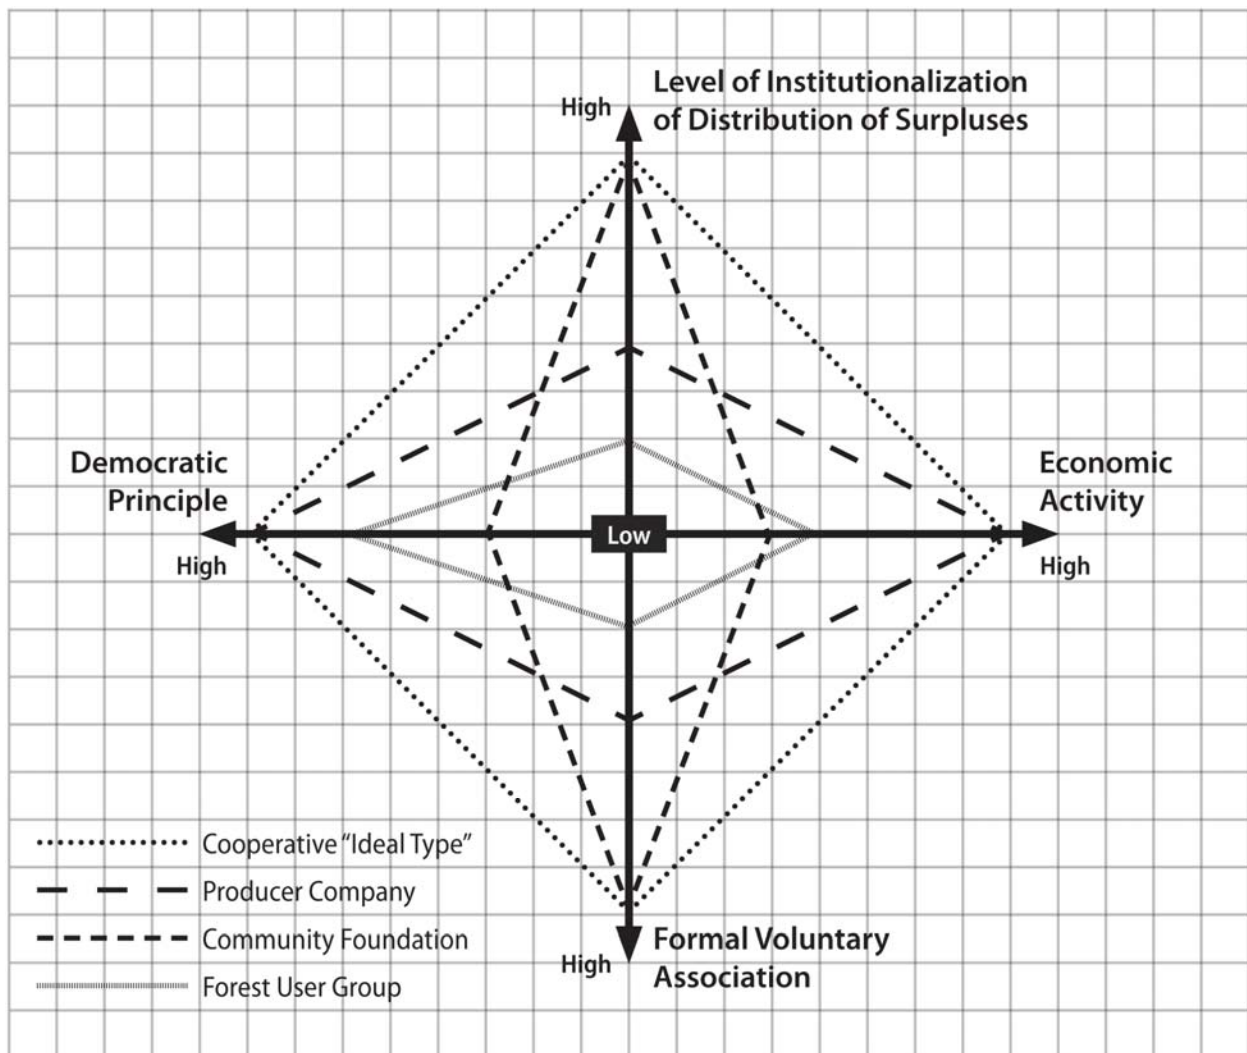 Level of Institutionalization
of Distribution of Surpluses
High
Democratic
Principle
High
Low
Economic
Activity
High
Cooperative “Ideal Type”
Producer Company
Community Foundation
Forest User Group
High
Formal Voluntary
Association